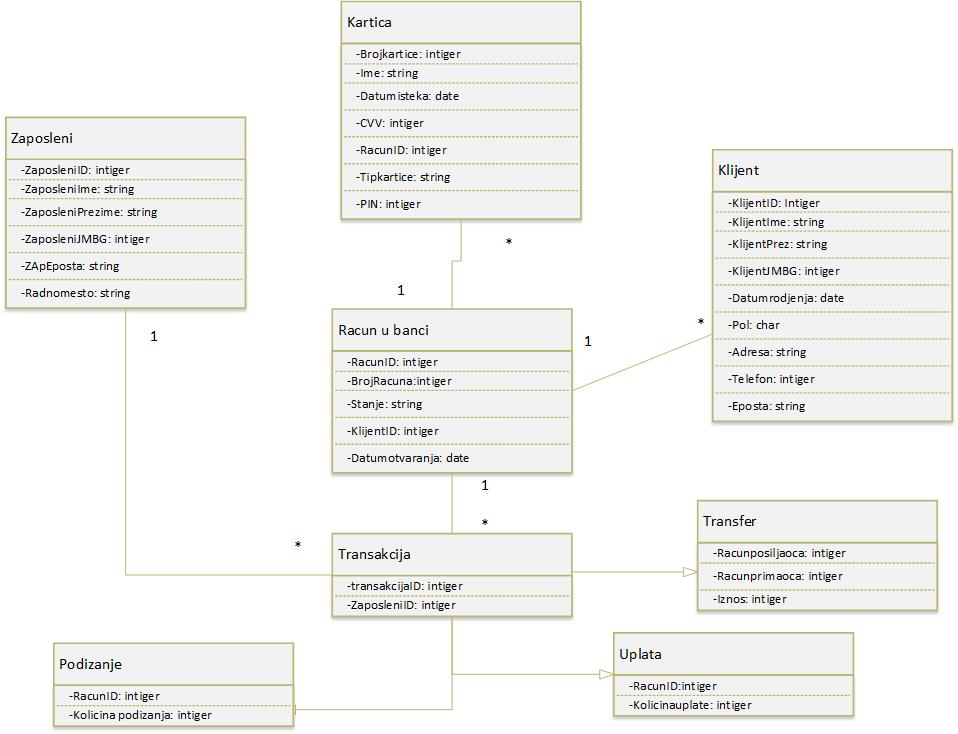 Kartica
-Brojkartice: intiger
-Ime: string
-Datumisteka: date
-CVV: intiger
-RacunID: intiger
-Tipkartice: string
-PIN: intiger
*
1
Zaposleni
-ZaposleniID: intiger
-ZaposleniIme: string
-ZaposleniPrezime: string
-ZaposleniJMBG: intiger
-ZApEposta: string
-Radnomesto: string
1
*
Klijent
-KlijentID: Intiger
-KlijentIme: string
-KlijentPrez: string
-KlijentJMBG: intiger
-Datumrodjenja: date
-Pol: char
-Adresa: string
-Telefon: intiger
-Eposta: string
*
1
Racun u banci
-RacunID: intiger
-BrojRacuna:intiger
-Stanje: string
-KlijentID: intiger
-Datumotvaranja: date
1
*
Transakcija
-transakcijaID: intiger
-ZaposleniID: intiger
Transfer
-Racunposiljaoca: intiger
-Racunprimaoca: intiger
-Iznos: intiger
Podizanje
-RacunID: intiger
-Kolicina podizanja: intiger
Uplata
-RacunID:intiger
-Kolicinauplate: intiger